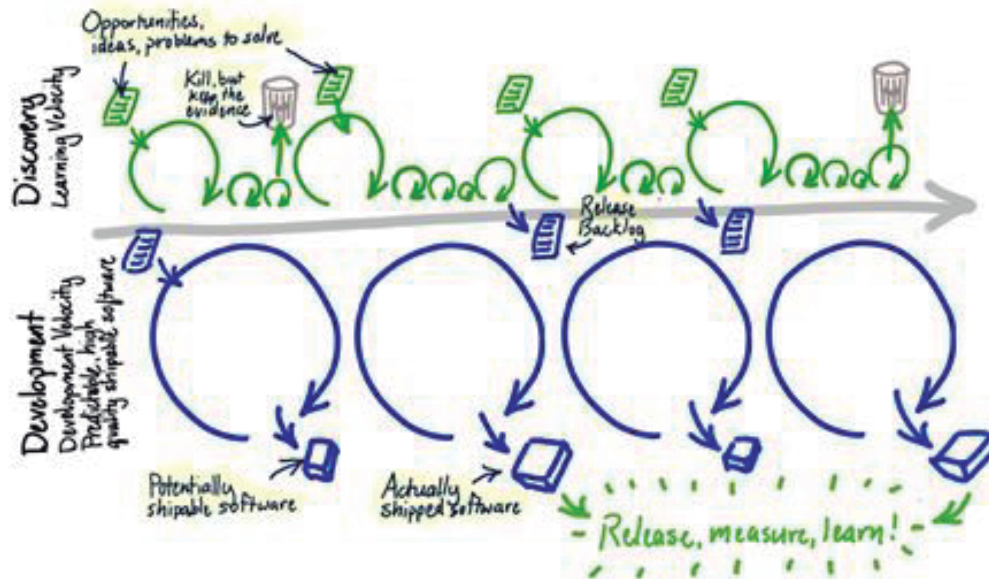 Opportunities,
ideas, problems to solve
Kill, but
keep the
evidence
Discovery
Learning Velocity
Release
Backlog
Development
Development Velocity
Predictable, high
quality shipable software
Potentially
shipable software
Actually
shipped software
Release, measure, learn!